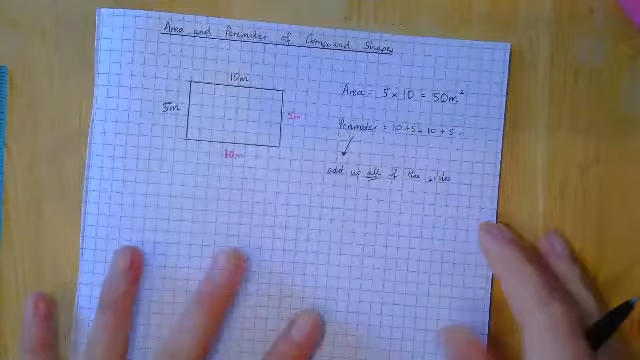 Area and Perimeter of Compound Shapes
10m
5m
5m
10m
Area = 5 × 10 = 50m²
Perimeter = 10 + 5 + 10 + 5 =
add up all of the sides